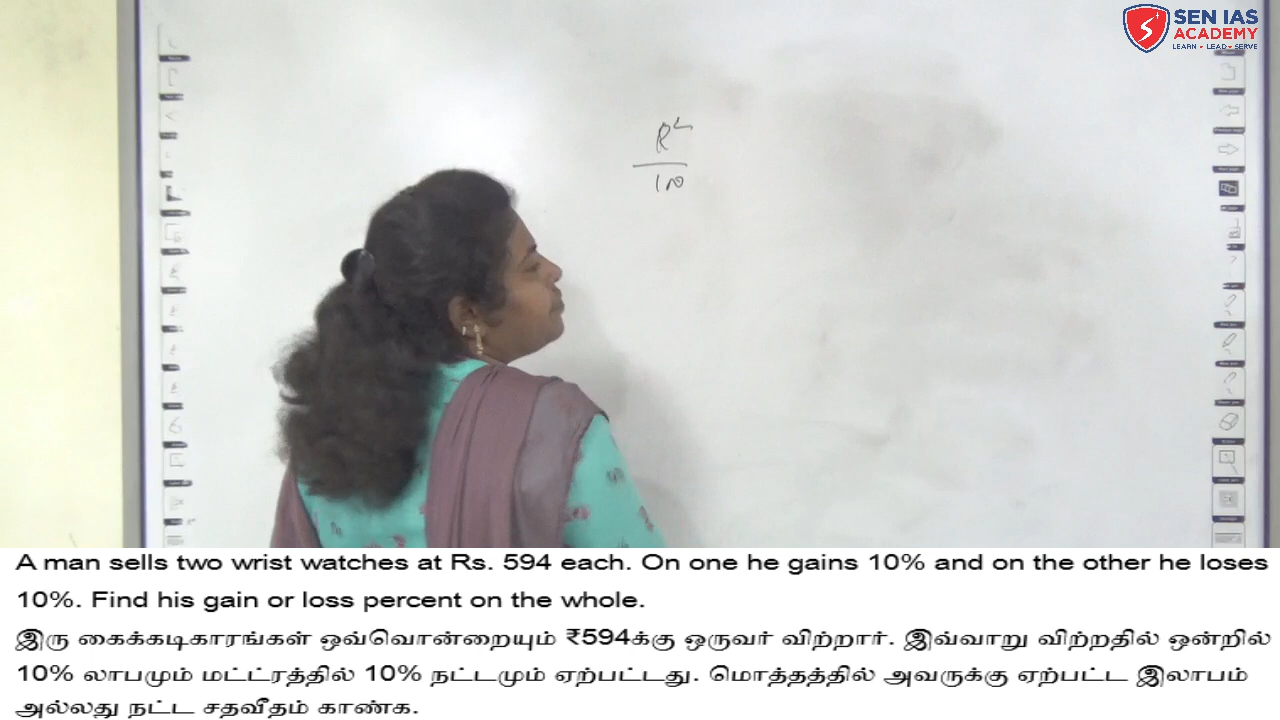 SEN IAS
ACADEMY
LEARN • LEAD • SERVE
R²
100
A man sells two wrist watches at Rs. 594 each. On one he gains 10% and on the other he loses
10%. Find his gain or loss percent on the whole.
இரு கைக்கடிகாரங்கள் ஒவ்வொன்றையும் ₹594க்கு ஒருவர் விற்றார். இவ்வாறு விற்றதில் ஒன்றில்
10% லாபமும் மட்ட்ரத்தில் 10% நட்டமும் ஏற்பட்டது. மொத்தத்தில் அவருக்கு ஏற்பட்ட இலாபம்
அல்லது நட்ட சதவீதம் காண்க.